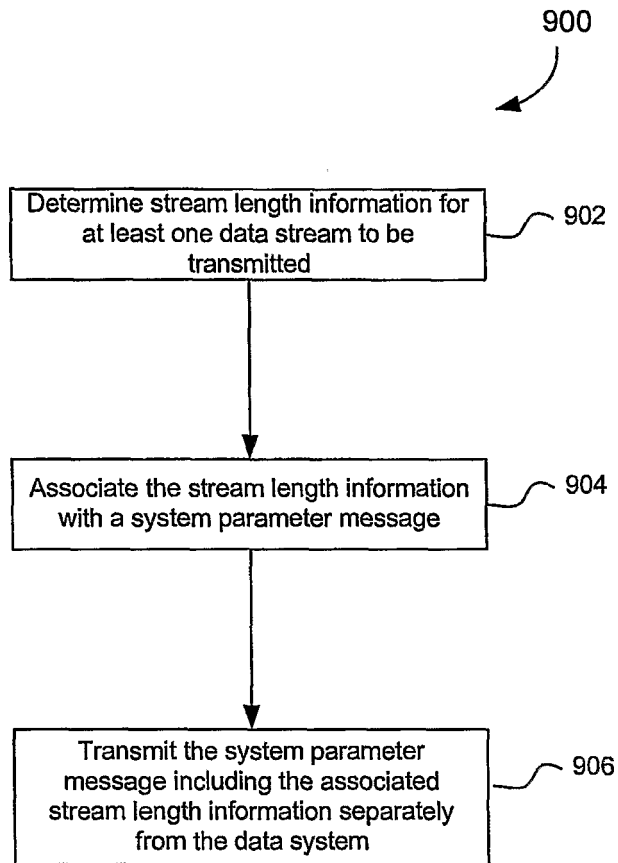 900
Determine stream length information for
at least one data stream to be
transmitted
902
Associate the stream length information
with a system parameter message
904
Transmit the system parameter
message including the associated
stream length information separately
from the data system
906